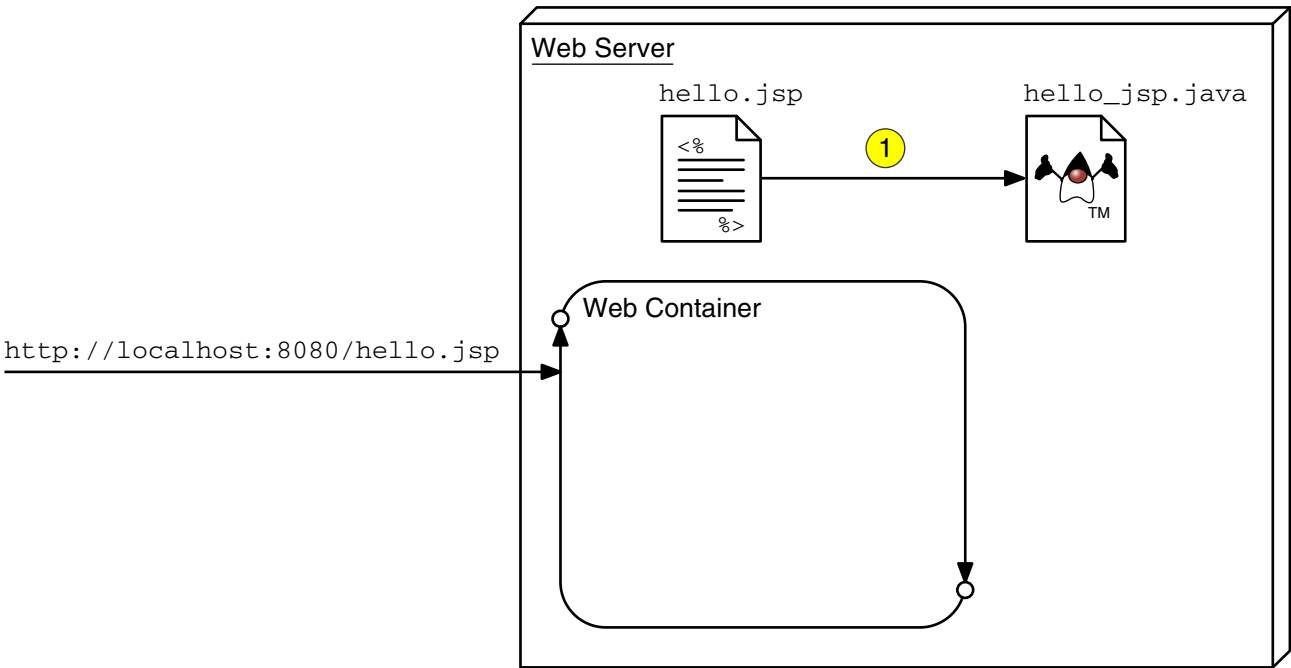 Web Server
hello.jsp
hello_jsp.java
<%
1
%>
TM
Web Container
http://localhost:8080/hello.jsp